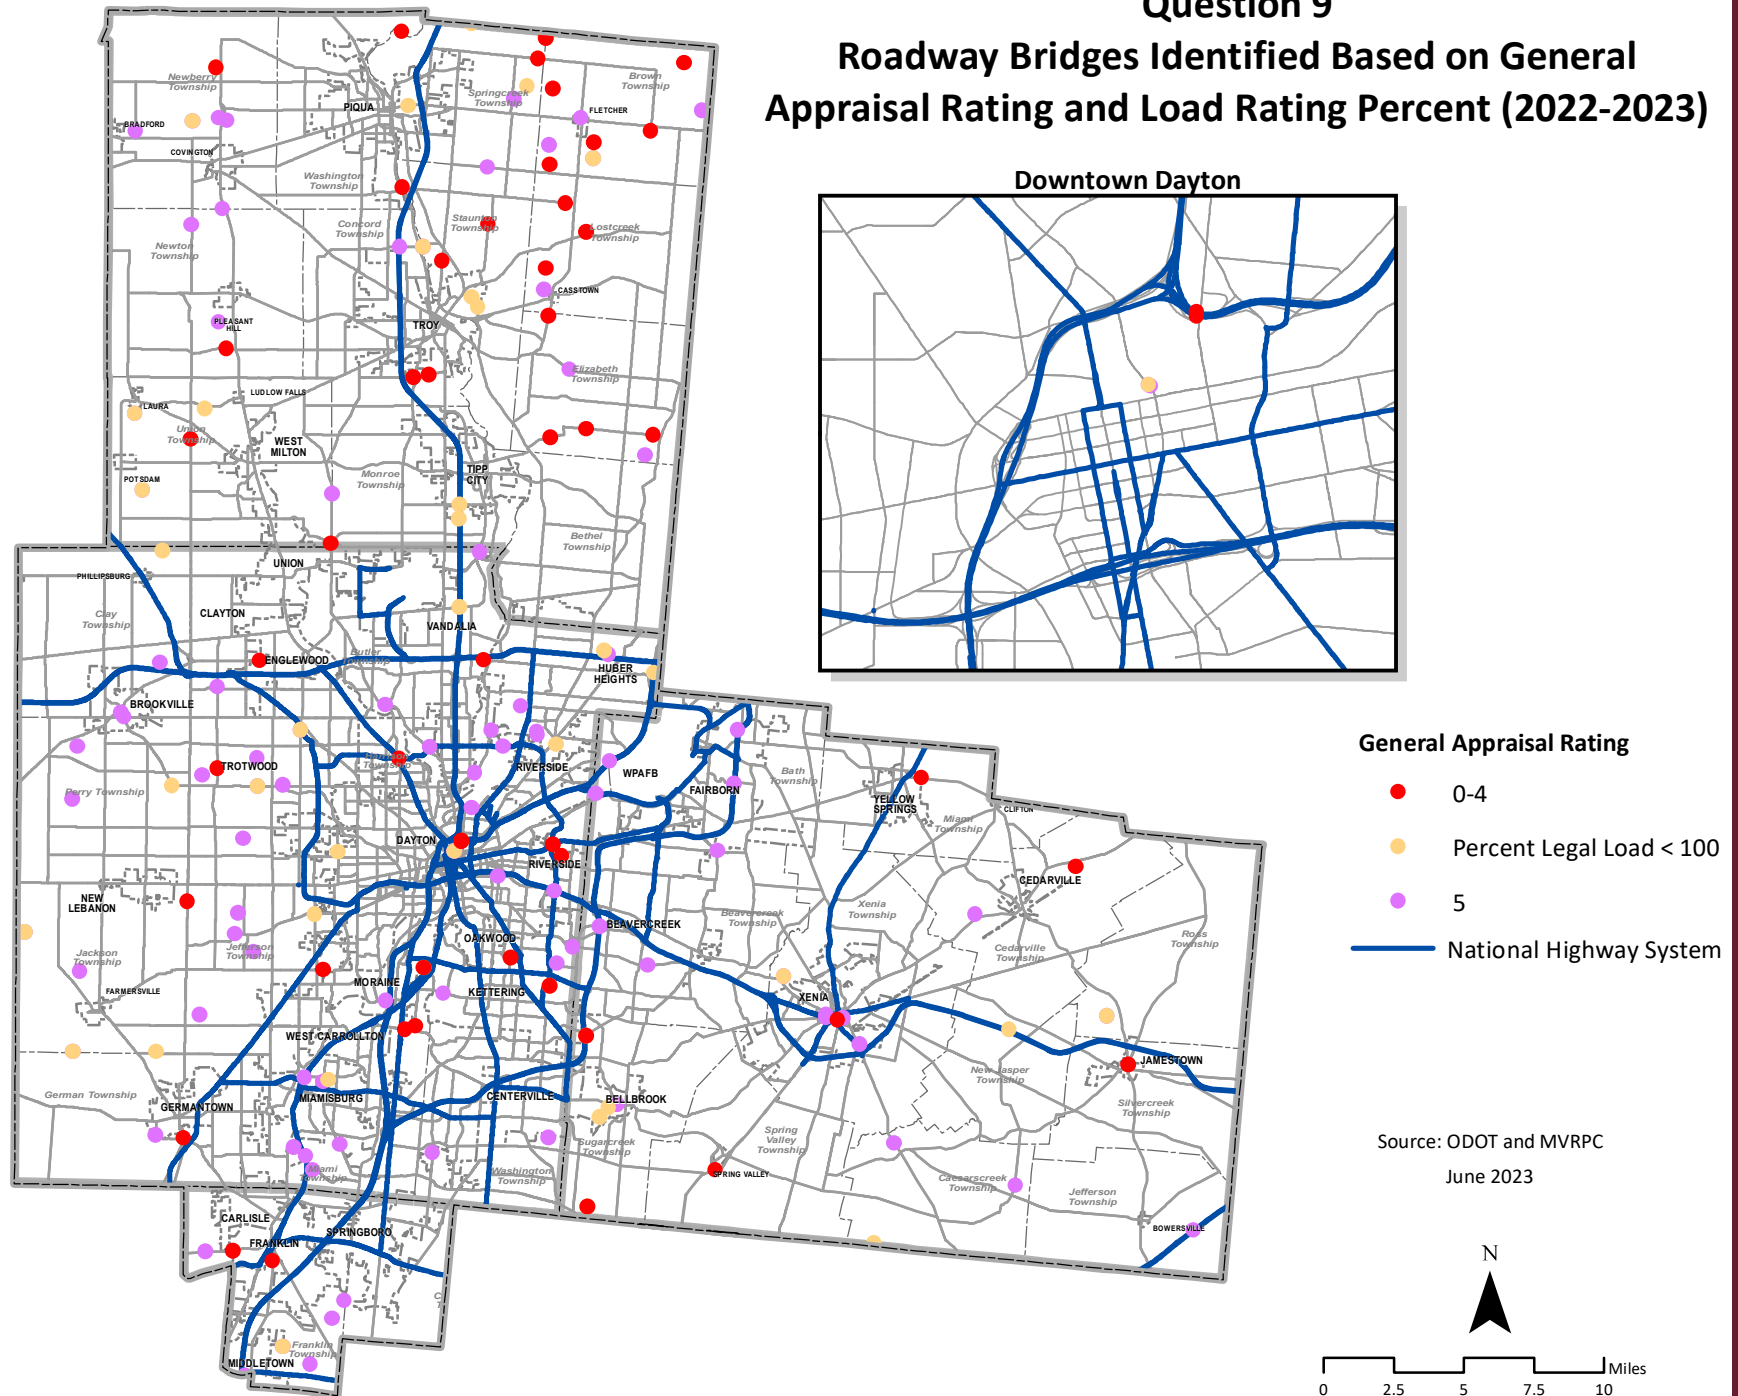 Question 9
Roadway Bridges Identified Based on General
Appraisal Rating and Load Rating Percent (2022-2023)
Downtown Dayton
Newberry
Township
BRADFORD
COVINGTON
PIQUA
Springcreek
Township
Brown
Township
FLETCHER
Washington
Township
Concord
Township
Staunton
Township
Lostcreek
Township
Newton
Township
CASSTOWN
PLEASANT
HILL
TROY
Elizabeth
Township
LUDLOW FALLS
LAURA
Union
Township
WEST
MILTON
POTSDAM
Monroe
Township
TIPP
CITY
Bethel
Township
UNION
PHILLIPSBURG
Clay
Township
CLAYTON
VANDALIA
Butler
Township
ENGLEWOOD
HUBER
HEIGHTS
BROOKVILLE
TROTWOOD
Harrison
Township
RIVERSIDE
WPAFB
FAIRBORN
Bath
Township
YELLOW
SPRINGS
Miami
Township
CLIFTON
Perry Township
DAYTON
RIVERSIDE
CEDARVILLE
NEW
LEBANON
Jackson
Township
Jefferson
Township
FARMERSVILLE
OAKWOOD
MORAINE
KETTERING
BEAVERCREEK
Beavercreek
Township
Xenia
Township
Cedarville
Township
Ross
Township
XENIA
WEST CARROLLTON
German Township
GERMANTOWN
MIAMISBURG
CENTERVILLE
BELLBROOK
New Jasper
Township
JAMESTOWN
Silvercreek
Township
Sugarcreek
Township
Spring
Valley
Township
SPRING VALLEY
Miami
Township
Washington
Township
Caesarscreek
Township
Jefferson
Township
BOWERSVILLE
CARLISLE
FRANKLIN
SPRINGBORO
C
T
Franklin
Township
MIDDLETOWN
General Appraisal Rating
0-4
Percent Legal Load < 100
5
National Highway System
Source: ODOT and MVRPC
June 2023
N
Miles
0 2.5 5 7.5 10